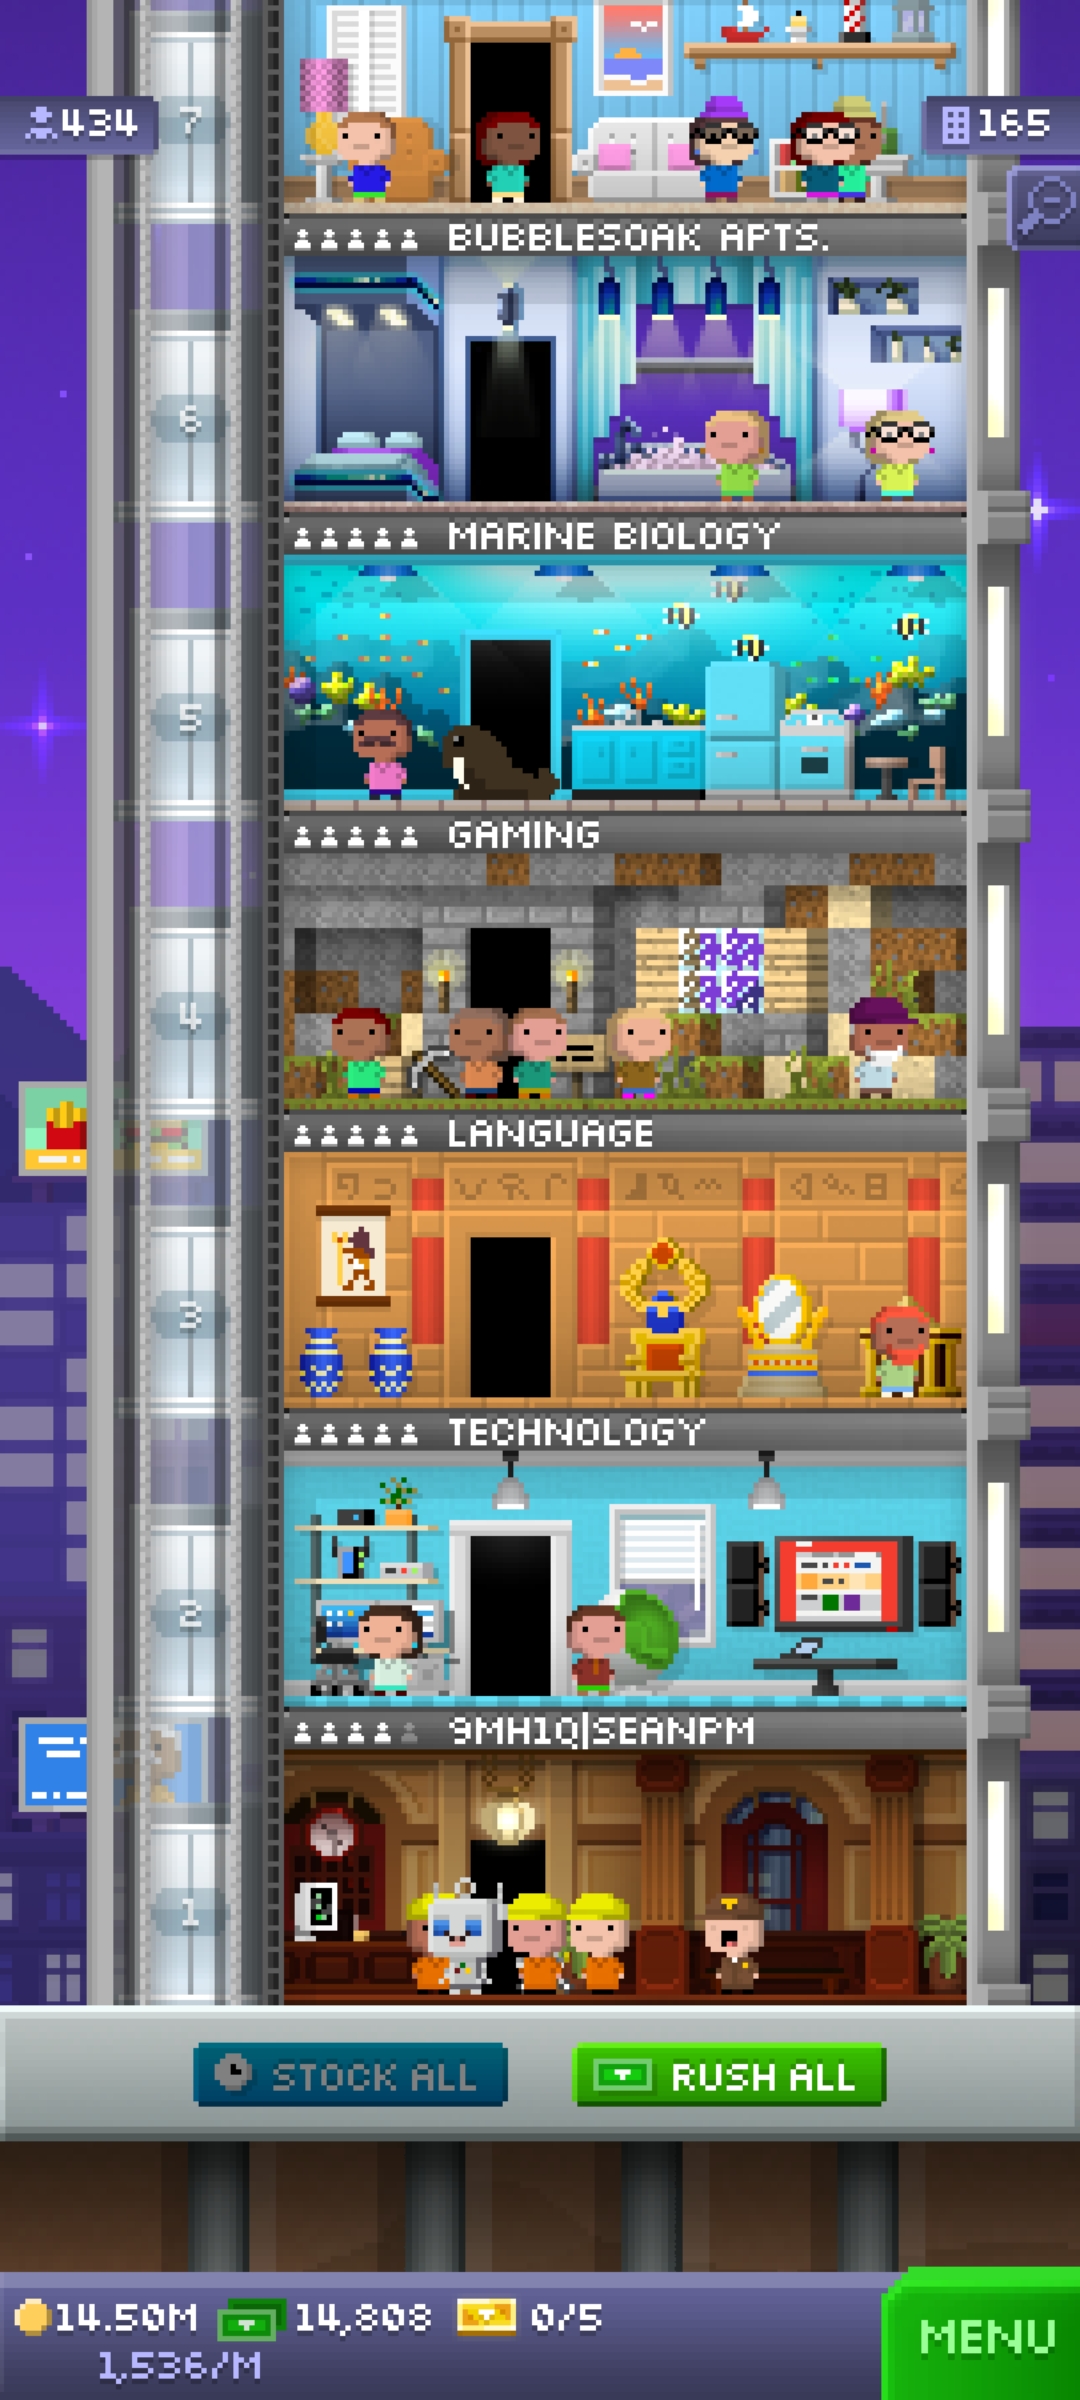 434
7
165
BUBBLESOAK APTS.
6
MARINE BIOLOGY
5
GAMING
4
LANGUAGE
3
TECHNOLOGY
2
9MH1Q|SEANPM
1
STOCK ALL
RUSH ALL
14.50M 14,808 0/5
1,536/M
MENU